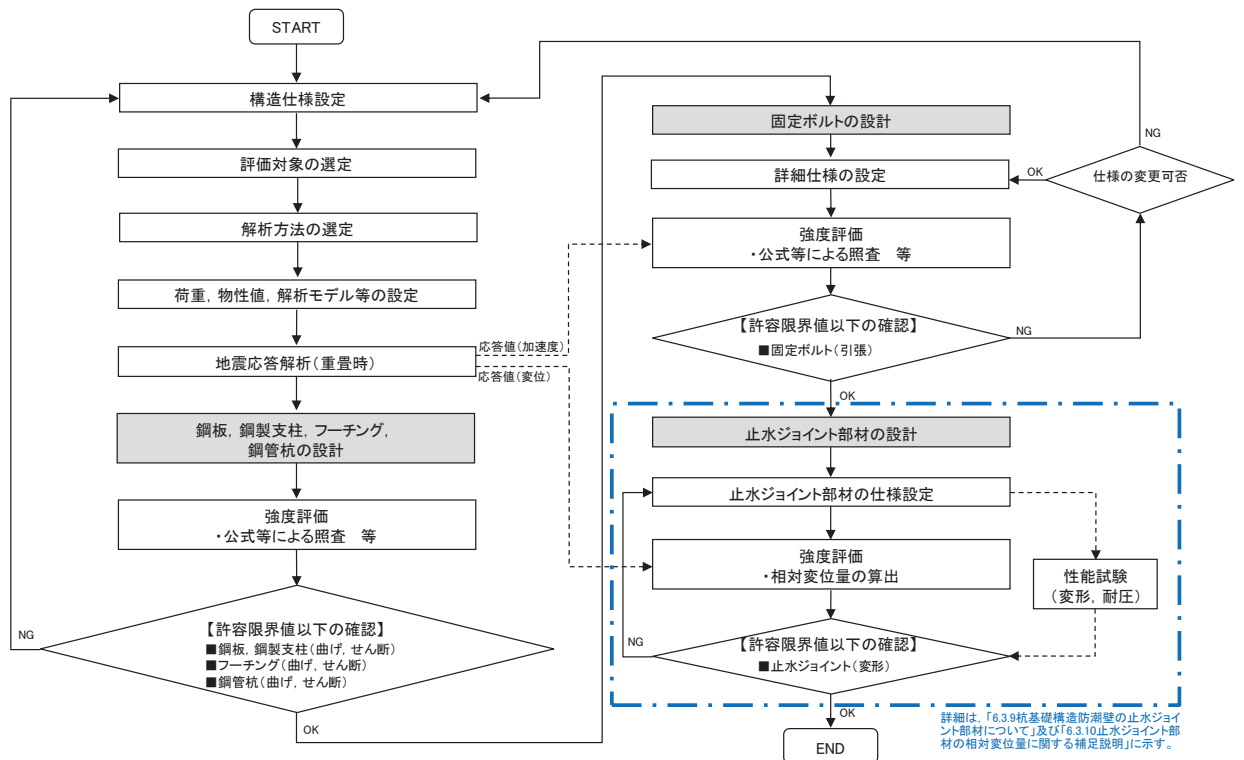 START
構造仕様設定
評価対象の選定
解析方法の選定
荷重, 物性値, 解析モデル等の設定
地震応答解析(重畳時)
応答値(加速度)
応答値(変位)
鋼板, 鋼製支柱, フーチング,
鋼管杭の設計
強度評価
・公式等による照査　等
NG
【許容限界値以下の確認】
■鋼板, 鋼製支柱(曲げ, せん断)
■フーチング(曲げ, せん断)
■鋼管杭(曲げ, せん断)
OK
固定ボルトの設計
詳細仕様の設定
OK
仕様の変更可否
NG
強度評価
・公式等による照査　等
【許容限界値以下の確認】
■固定ボルト(引張)
NG
OK
止水ジョイント部材の設計
止水ジョイント部材の仕様設定
強度評価
・相対変位量の算出
性能試験
(変形, 耐圧)
NG
【許容限界値以下の確認】
■止水ジョイント(変形)
OK
END
詳細は,「6.3.9杭基礎構造防潮壁の止水ジョイ
ント部材について」及び「6.3.10止水ジョイント部
材の相対変位量に関する補足説明」に示す。